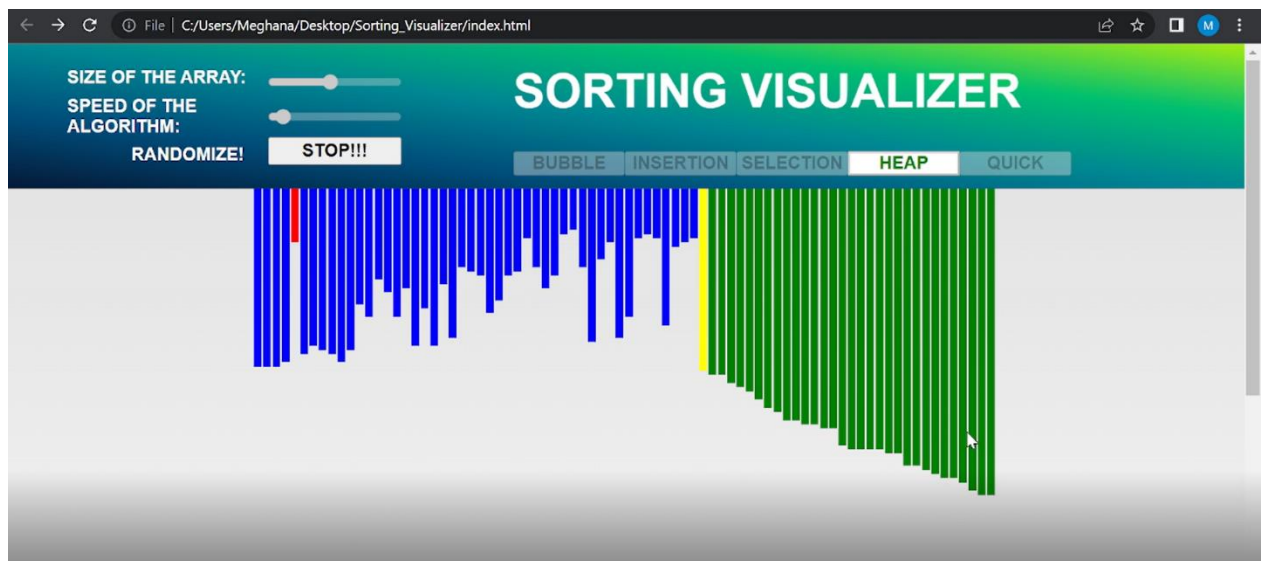 File | C:/Users/Meghana/Desktop/Sorting_Visualizer/index.html
M
SIZE OF THE ARRAY:
SPEED OF THE
ALGORITHM:
RANDOMIZE!
STOP!!!
SORTING VISUALIZER
BUBBLE INSERTION SELECTION HEAP QUICK